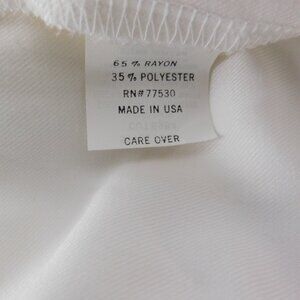 65% RAYON
35% POLYESTER
RN#77530
MADE IN USA
CARE OVER